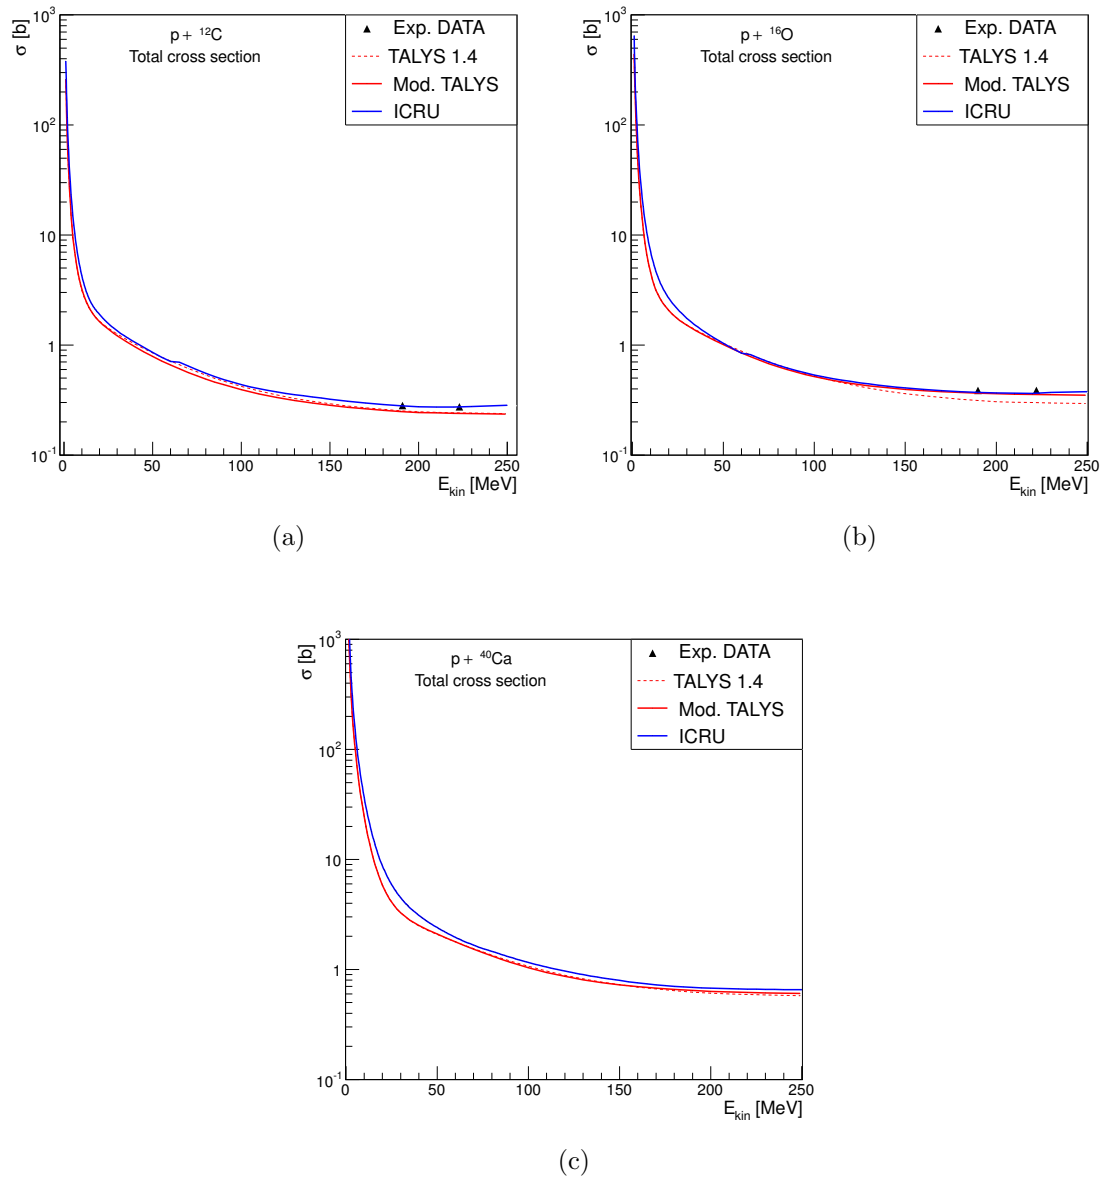 σ [b]
p+ ¹²C
Total cross section
Exp. DATA
TALYS 1.4
Mod. TALYS
ICRU
10³
10²
10
1
10⁻¹
0 50 100 150 200 250
E_kin [MeV]
(a)
σ [b]
p+ ¹⁶O
Total cross section
Exp. DATA
TALYS 1.4
Mod. TALYS
ICRU
10³
10²
10
1
10⁻¹
0 50 100 150 200 250
E_kin [MeV]
(b)
σ [b]
p+ ⁴⁰Ca
Total cross section
Exp. DATA
TALYS 1.4
Mod. TALYS
ICRU
10³
10²
10
1
10⁻¹
0 50 100 150 200 250
E_kin [MeV]
(c)